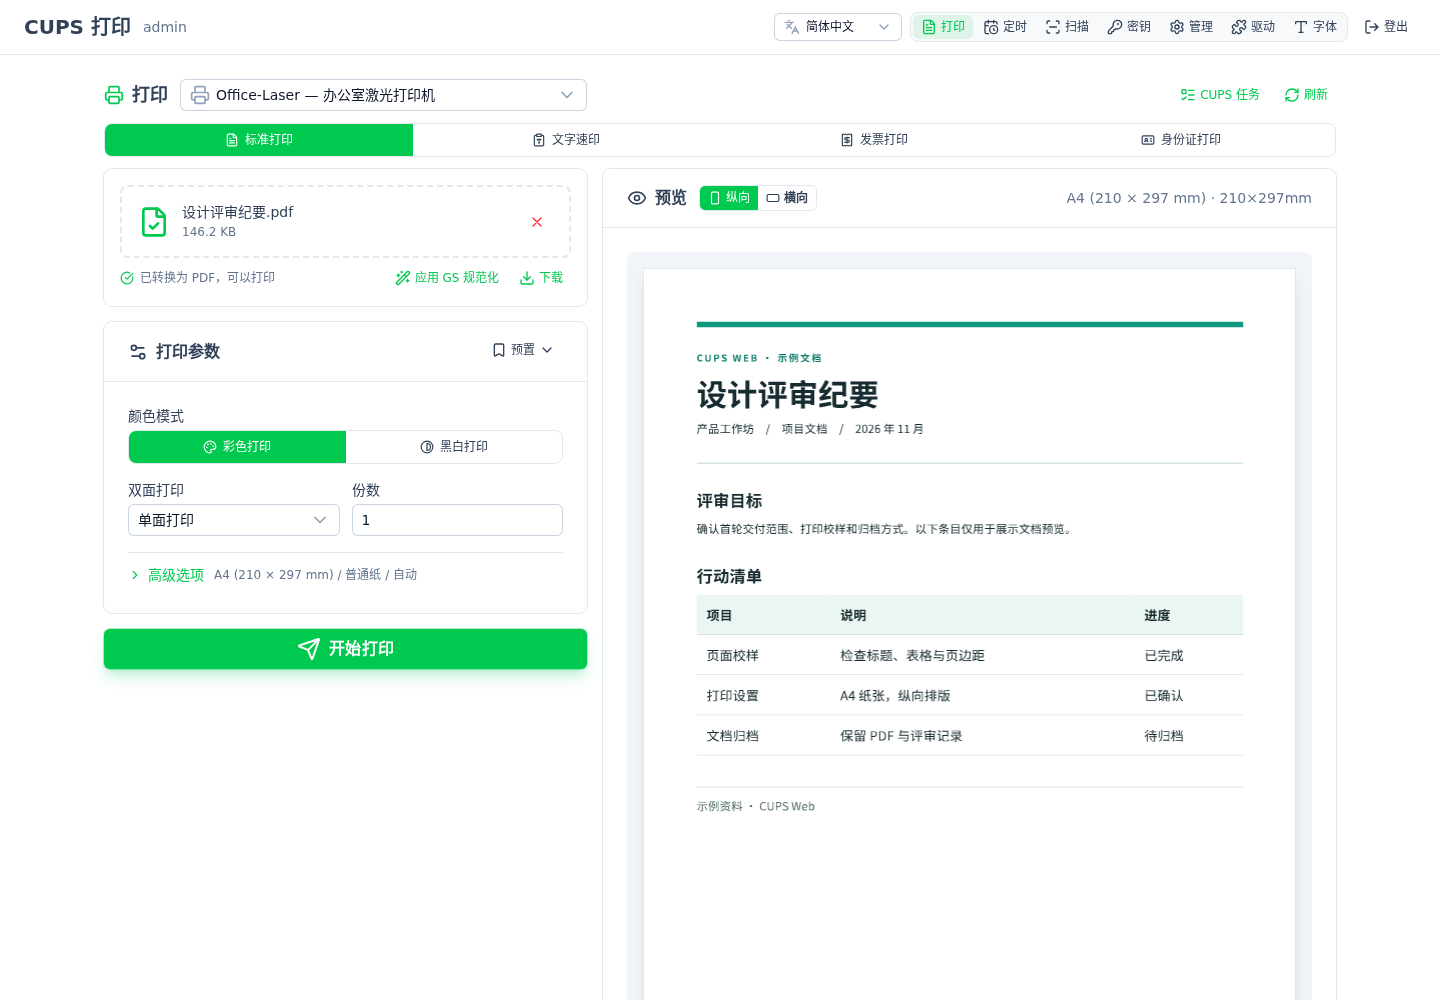 CUPS 打印 admin 简体中文 打印 定时 扫描 密钥 管理 驱动 字体 登出
打印 Office-Laser — 办公室激光打印机 CUPS 任务 刷新
标准打印 文字速印 发票打印 身份证打印
设计评审纪要.pdf
146.2 KB
已转换为 PDF，可以打印 应用 GS 规范化 下载
打印参数 预置
颜色模式
彩色打印 黑白打印
双面打印 份数
单面打印 1
高级选项 A4 (210 × 297 mm) / 普通纸 / 自动
开始打印
预览 纵向 横向 A4 (210 × 297 mm) · 210×297mm
CUPS WEB · 示例文档
设计评审纪要
产品工作坊 / 项目文档 / 2026 年 11 月
评审目标
确认首轮交付范围、打印校样和归档方式。以下条目仅用于展示文档预览。
行动清单
项目 说明 进度
页面校样 检查标题、表格与页边距 已完成
打印设置 A4 纸张，纵向排版 已确认
文档归档 保留 PDF 与评审记录 待归档
示例资料 · CUPS Web